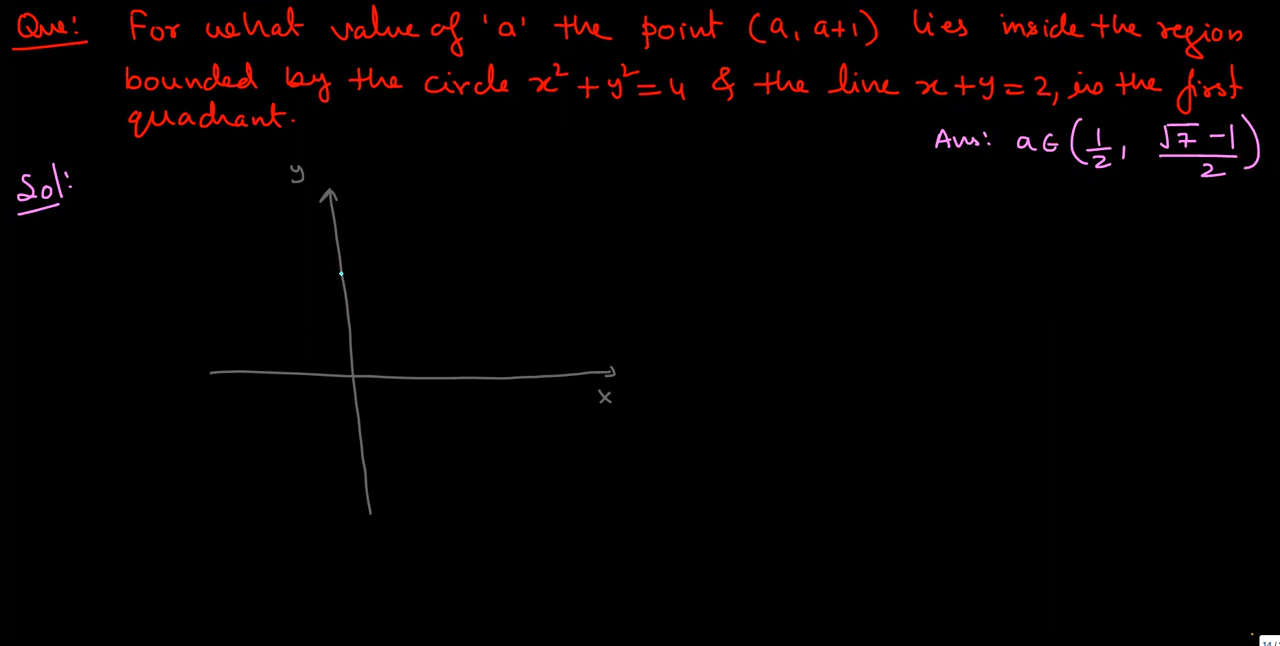 Que: For what value of 'a' the point (a, a+1) lies inside the region
bounded by the circle x² + y² = 4 & the line x+y=2, in the first
quadrant.
Ans: a ∈ (1/2, (√7 -1)/2)
Sol:
y
x